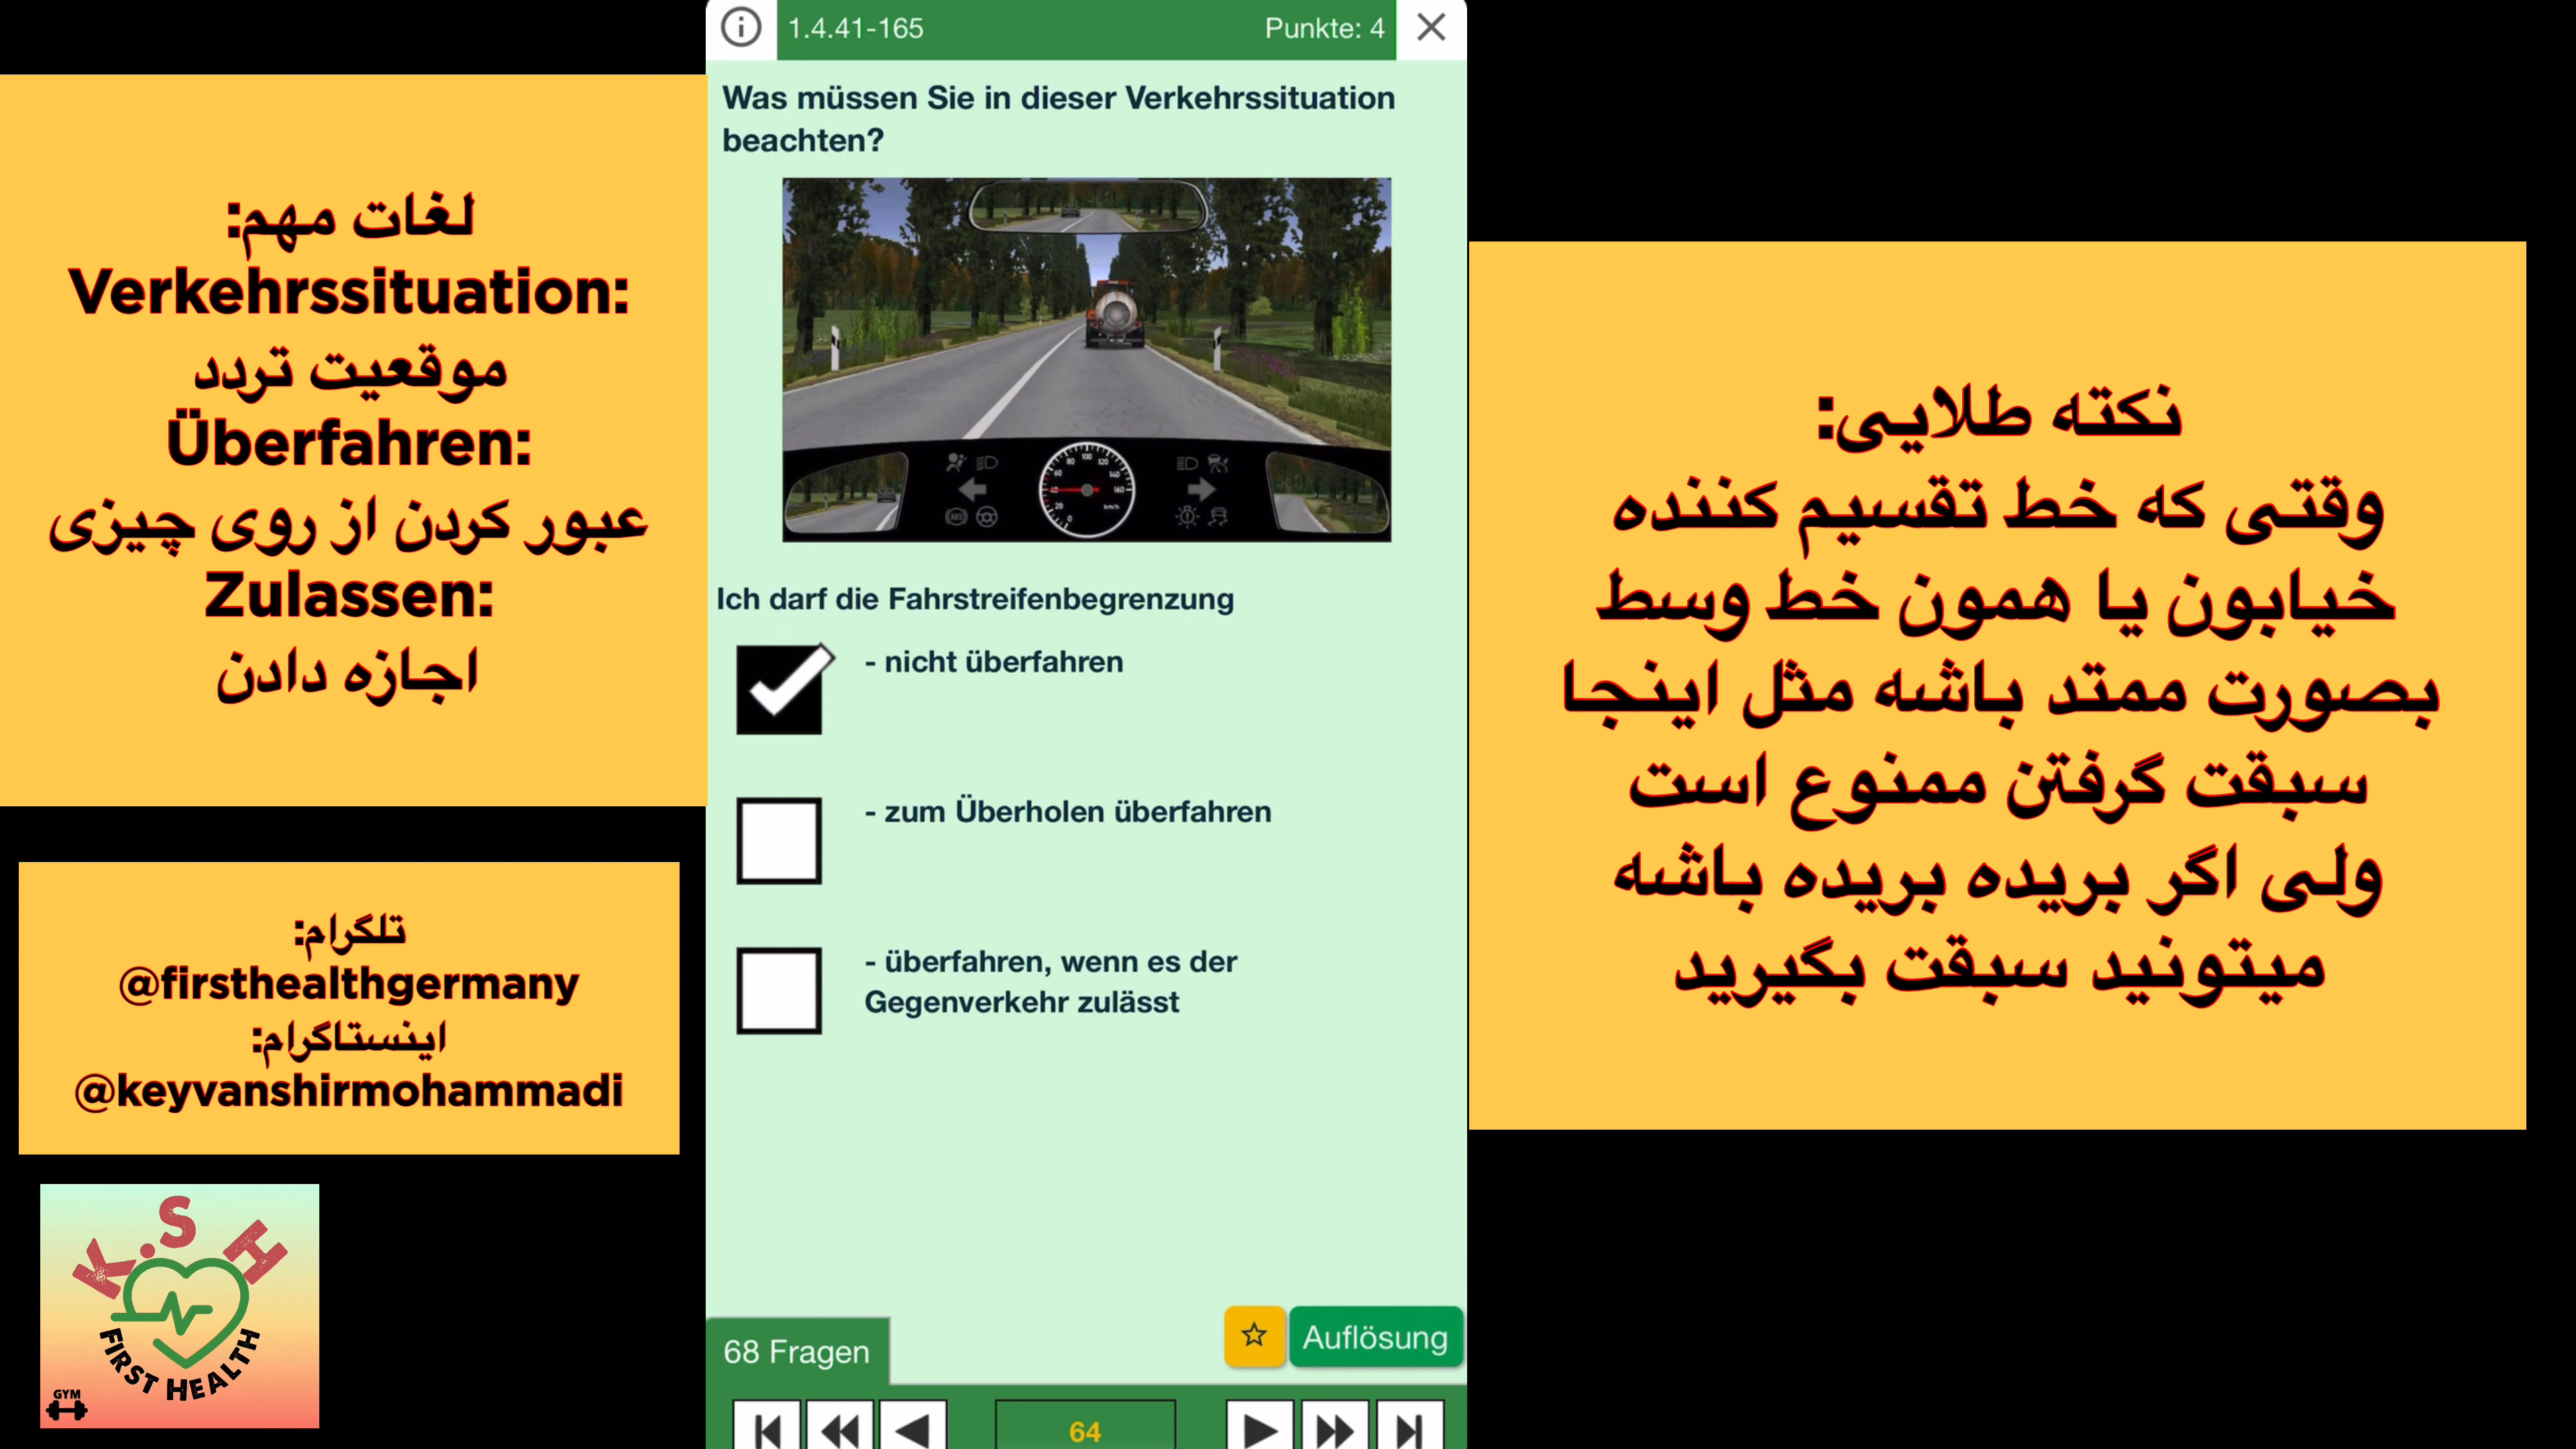 لغات مهم:
Verkehrssituation:
موقعیت تردد
Überfahren:
عبور کردن از روی چیزی
Zulassen:
اجازه دادن
تلگرام:
@firsthealthgermany
اینستاگرام:
@keyvanshirmohammadi
K.SH
FIRST HEALTH
GYM
1.4.41-165
Punkte: 4
Was müssen Sie in dieser Verkehrssituation
beachten?
Ich darf die Fahrstreifenbegrenzung
- nicht überfahren
- zum Überholen überfahren
- überfahren, wenn es der
Gegenverkehr zulässt
68 Fragen
Auflösung
64
نکته طلایی:
وقتی که خط تقسیم کننده
خیابون یا همون خط وسط
بصورت ممتد باشه مثل اینجا
سبقت گرفتن ممنوع است
ولی اگر بریده بریده باشه
میتونید سبقت بگیرید